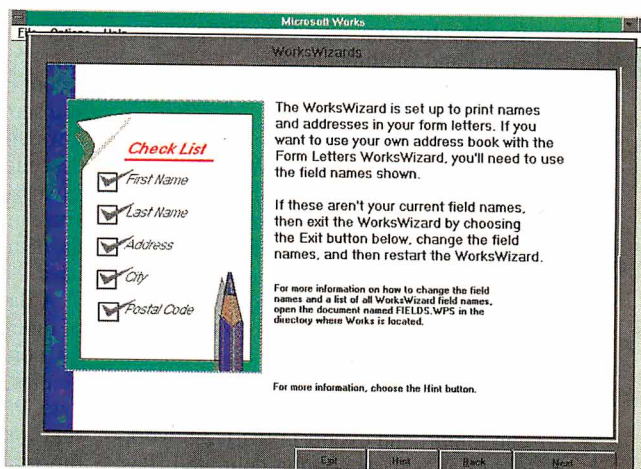 Microsoft Works
File Options Help
WorksWizards
Check List
First Name
Last Name
Address
City
Postal Code
The WorksWizard is set up to print names
and addresses in your form letters. If you
want to use your own address book with the
Form Letters WorksWizard, you'll need to use
the field names shown.
If these aren't your current field names,
then exit the WorksWizard by choosing
the Exit button below, change the field
names, and then restart the WorksWizard.
For more information on how to change the field
names and a list of all WorksWizard field names,
open the document named FIELDS.WPS in the
directory where Works is located.
For more information, choose the Hint button.
Exit Hint Back Next